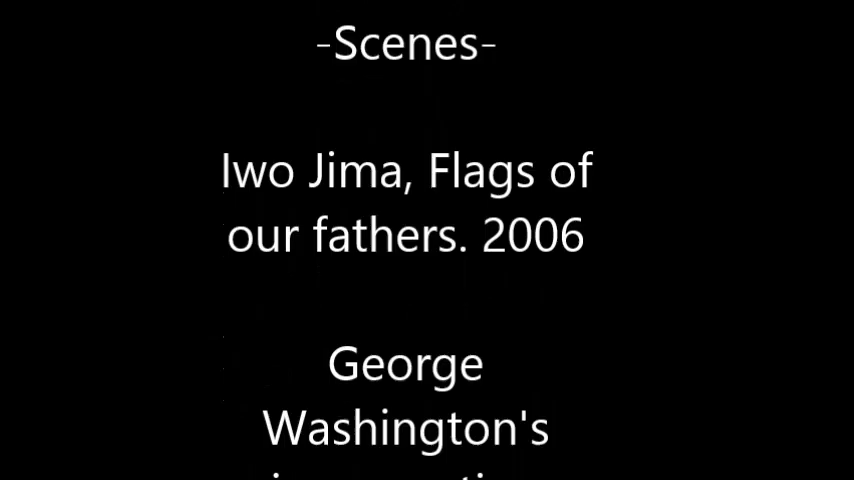 -Scenes-
Iwo Jima, Flags of
our fathers. 2006
George
Washington's